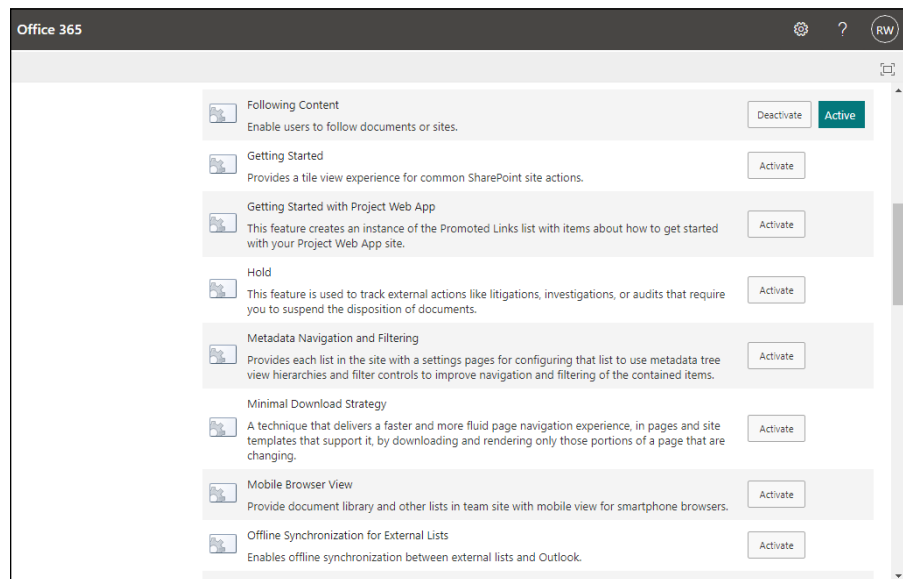 Office 365
?
RW
Following Content
Enable users to follow documents or sites.
Deactivate
Active
Getting Started
Provides a tile view experience for common SharePoint site actions.
Activate
Getting Started with Project Web App
This feature creates an instance of the Promoted Links list with items about how to get started
with your Project Web App site.
Activate
Hold
This feature is used to track external actions like litigations, investigations, or audits that require
you to suspend the disposition of documents.
Activate
Metadata Navigation and Filtering
Provides each list in the site with a settings pages for configuring that list to use metadata tree
view hierarchies and filter controls to improve navigation and filtering of the contained items.
Activate
Minimal Download Strategy
A technique that delivers a faster and more fluid page navigation experience, in pages and site
templates that support it, by downloading and rendering only those portions of a page that are
changing.
Activate
Mobile Browser View
Provide document library and other lists in team site with mobile view for smartphone browsers.
Activate
Offline Synchronization for External Lists
Enables offline synchronization between external lists and Outlook.
Activate